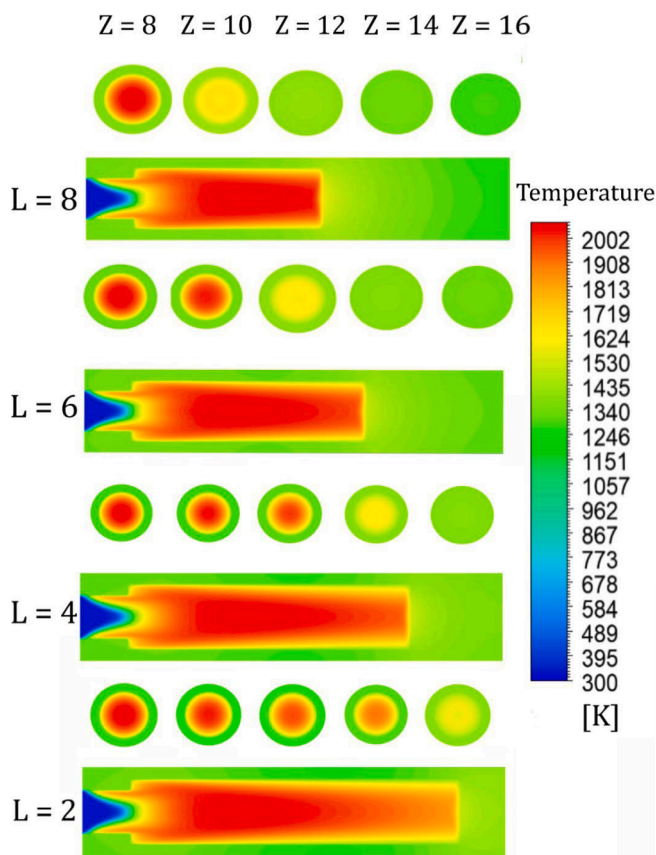 Z = 8 Z = 10 Z = 12 Z = 14 Z = 16
L = 8
L = 6
L = 4
L = 2
Temperature
2002
1908
1813
1719
1624
1530
1435
1340
1246
1151
1057
962
867
773
678
584
489
395
300
[K]